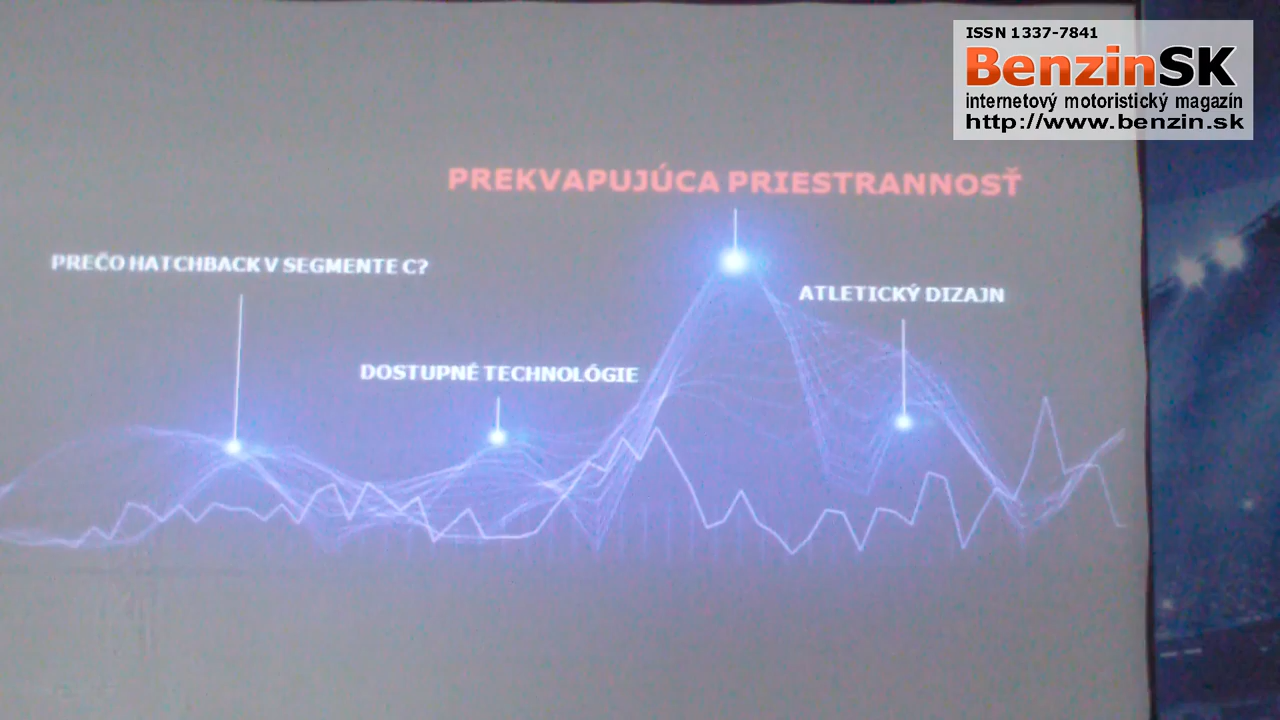 ISSN 1337-7841
BenzinSK
internetový motoristický magazín
http://www.benzin.sk
PREKVAPUJÚCA PRIESTRANNOSŤ
PREČO HATCHBACK V SEGMENTE C?
ATLETICKÝ DIZAJN
DOSTUPNÉ TECHNOLÓGIE